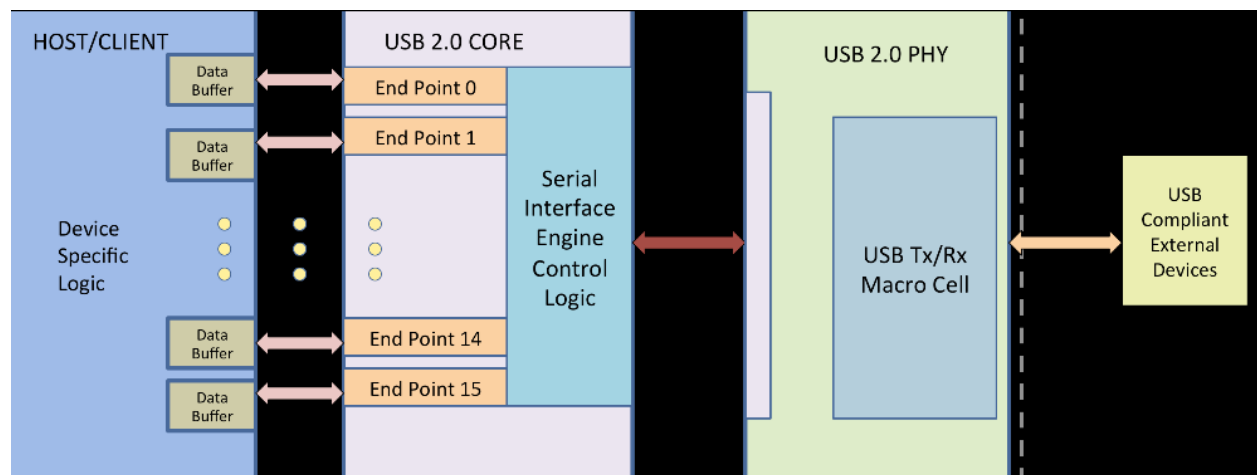 HOST/CLIENT
Data
Buffer
Data
Buffer
Device
Specific
Logic
Data
Buffer
Data
Buffer
USB 2.0 CORE
End Point 0
End Point 1
End Point 14
End Point 15
Serial
Interface
Engine
Control
Logic
USB 2.0 PHY
USB Tx/Rx
Macro Cell
USB
Compliant
External
Devices